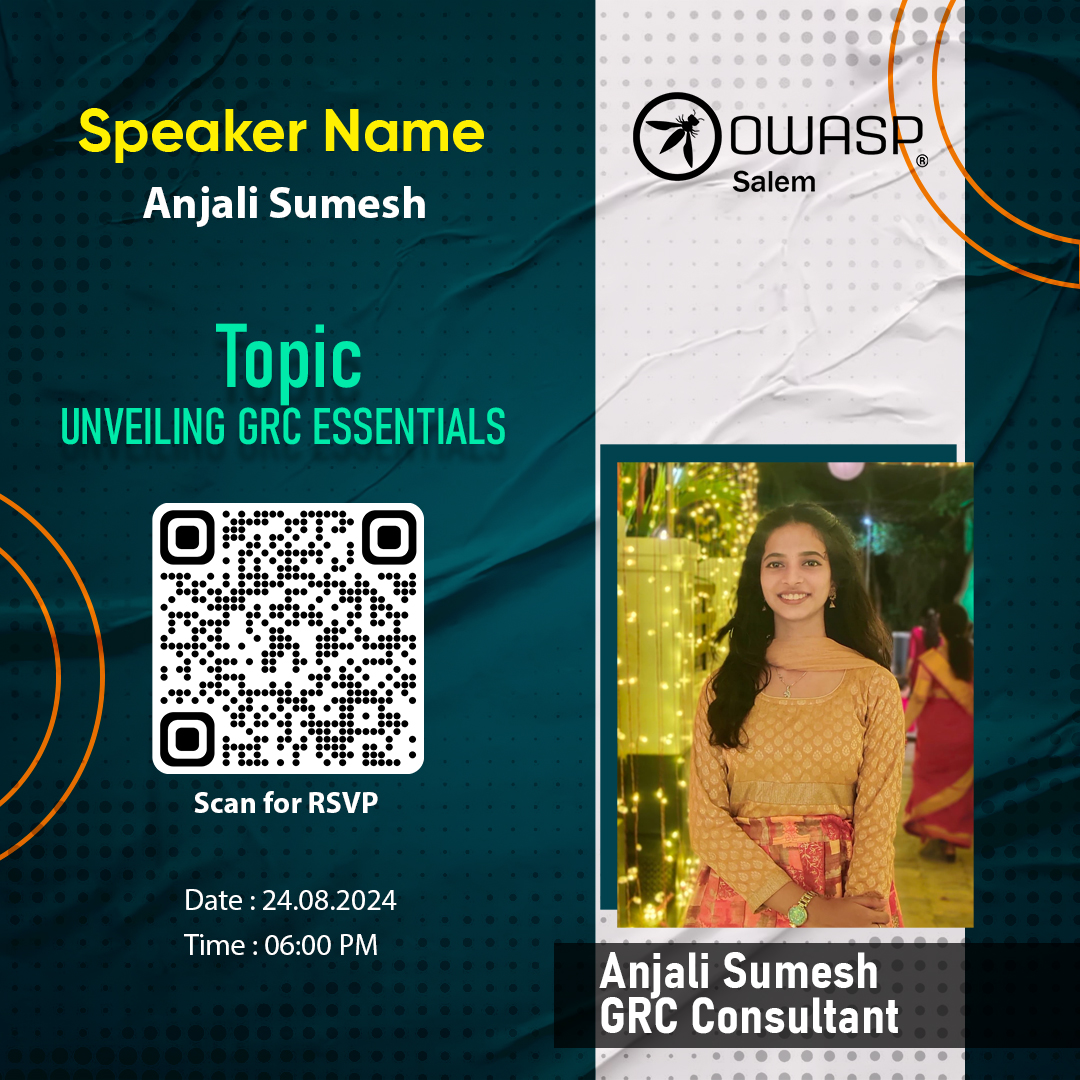 Speaker Name
Anjali Sumesh
Topic
UNVEILING GRC ESSENTIALS
Scan for RSVP
Date : 24.08.2024
Time : 06:00 PM
OWASP®
Salem
Anjali Sumesh
GRC Consultant